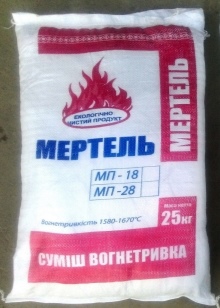 ЕКОЛОГІЧНО
ЧИСТИЙ ПРОДУКТ
МЕРТЕЛЬ
МП - 18
МП - 28
Вогнетривкість 1580-1670°С
МЕРТЕЛЬ
Маса нетто
25кг
СУМІШ ВОГНЕТРИВКА